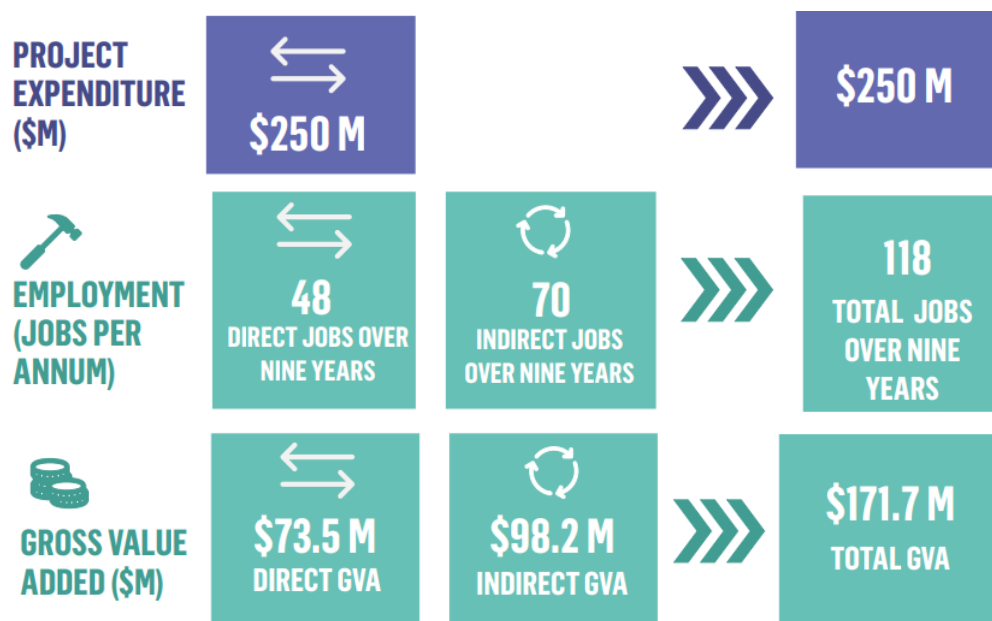 PROJECT
EXPENDITURE
($M)
$250 M
$250 M
EMPLOYMENT
(JOBS PER
ANNUM)
48
DIRECT JOBS OVER
NINE YEARS
70
INDIRECT JOBS
OVER NINE YEARS
118
TOTAL JOBS
OVER NINE
YEARS
GROSS VALUE
ADDED ($M)
$73.5 M
DIRECT GVA
$98.2 M
INDIRECT GVA
$171.7 M
TOTAL GVA